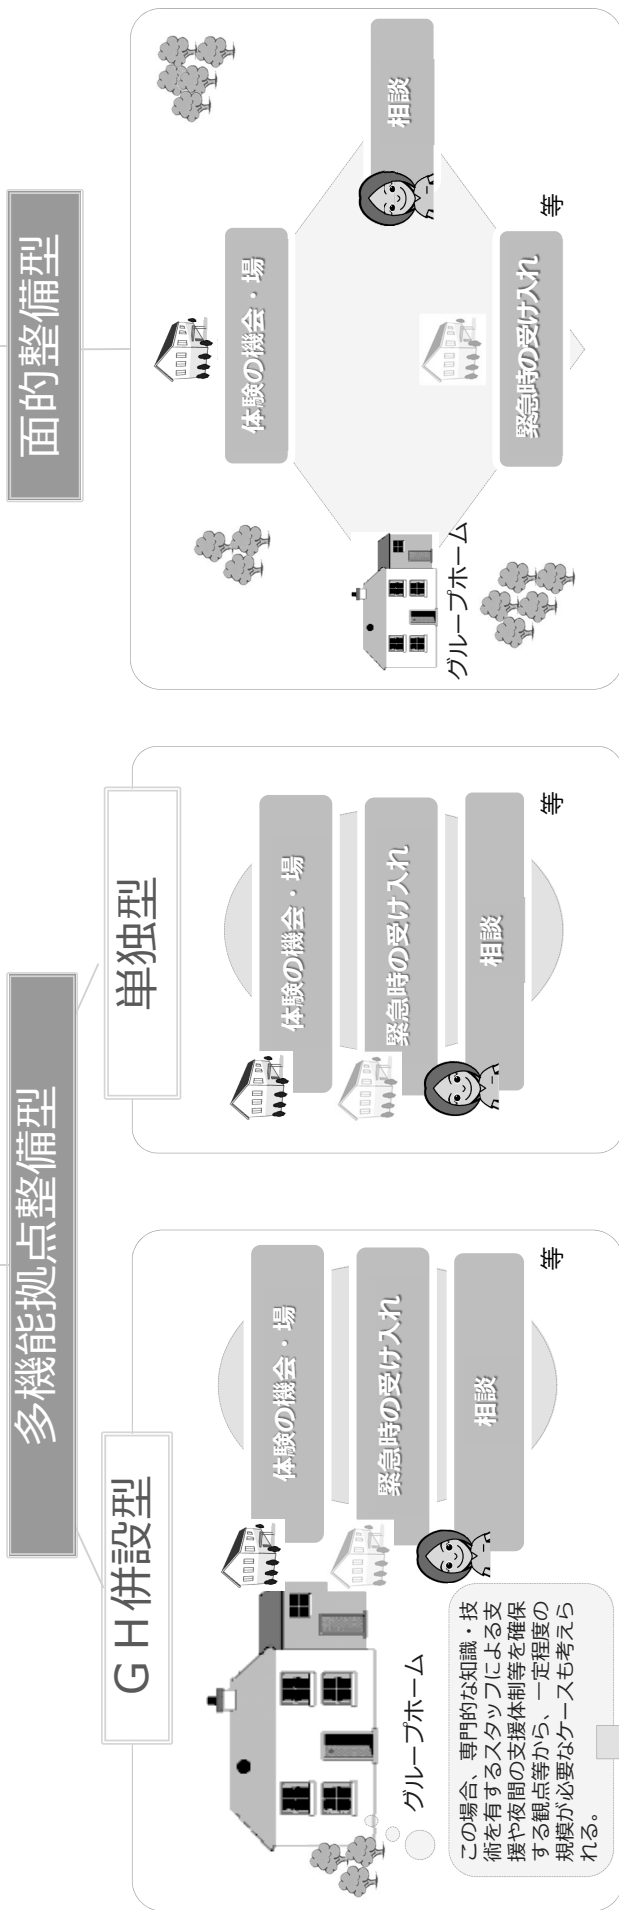 多機能拠点整備型
ＧＨ併設型
体験の機会・場
緊急時の受け入れ
相談
等
グループホーム
この場合、専門的な知識・技
術を有するスタッフによる支
援や夜間の支援体制等を確保
する観点等から、一定程度の
規模が必要なケースも考えら
れる。
単独型
体験の機会・場
緊急時の受け入れ
相談
等
面的整備型
体験の機会・場
相談
グループホーム
緊急時の受け入れ
等